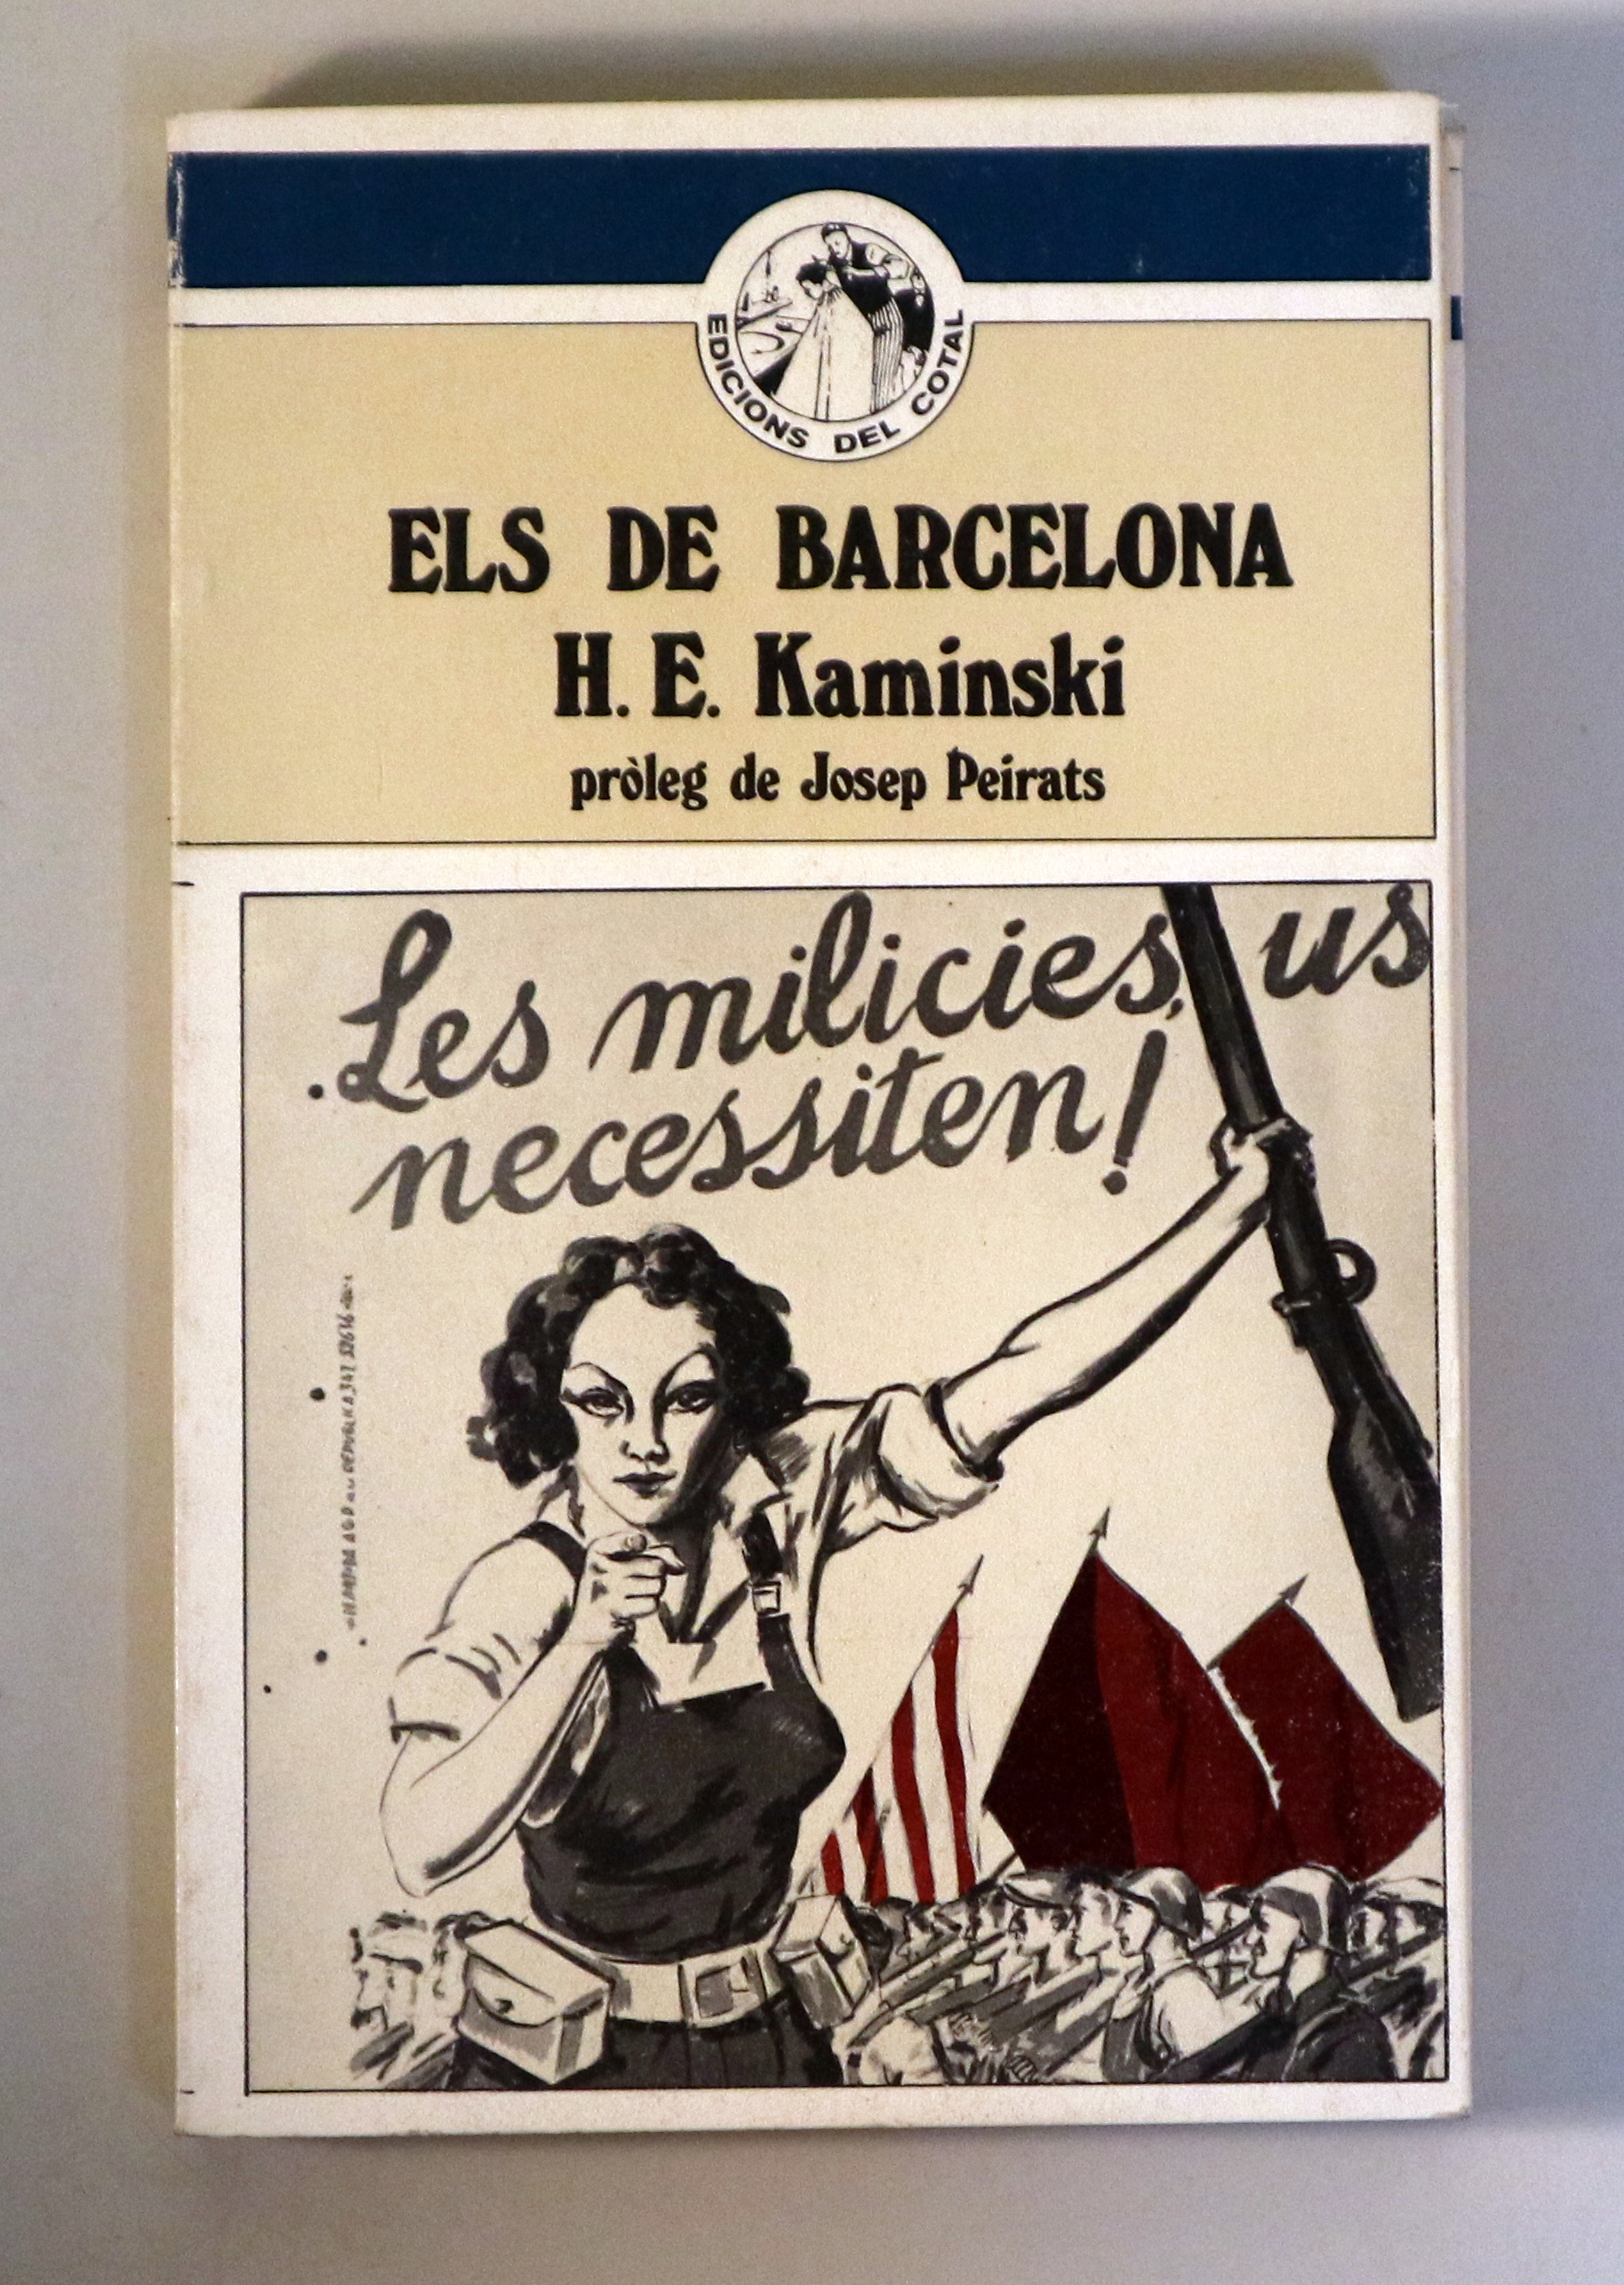 EDICIONS DEL COTAL
ELS DE BARCELONA
H. E. Kaminski
pròleg de Josep Peirats
Les milicies, us
necessiten!